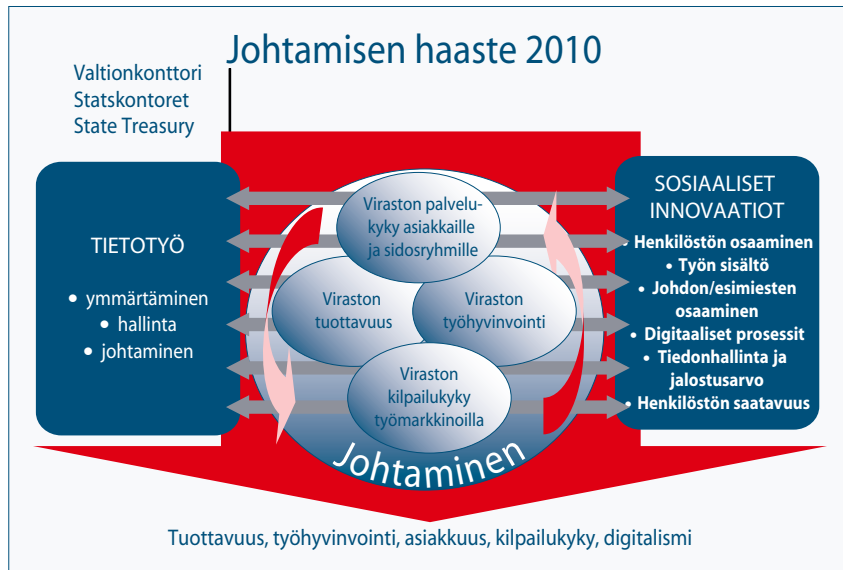 Johtamisen haaste 2010
Valtionkonttori
Statskontoret
State Treasury
TIETOTYÖ
• ymmärtäminen
• hallinta
• johtaminen
Viraston palvelu-
kyky asiakkaille
ja sidosryhmille
Viraston
tuottavuus
Viraston
työhyvinvointi
Viraston
kilpailukyky
työmarkkinoilla
Johtaminen
SOSIAALISET
INNOVAATIOT
• Henkilöstön osaaminen
• Työn sisältö
• Johdon/esimiesten
osaaminen
• Digitaaliset prosessit
• Tiedonhallinta ja
jalostusarvo
• Henkilöstön saatavuus
Tuottavuus, työhyvinvointi, asiakkuus, kilpailukyky, digitalismi